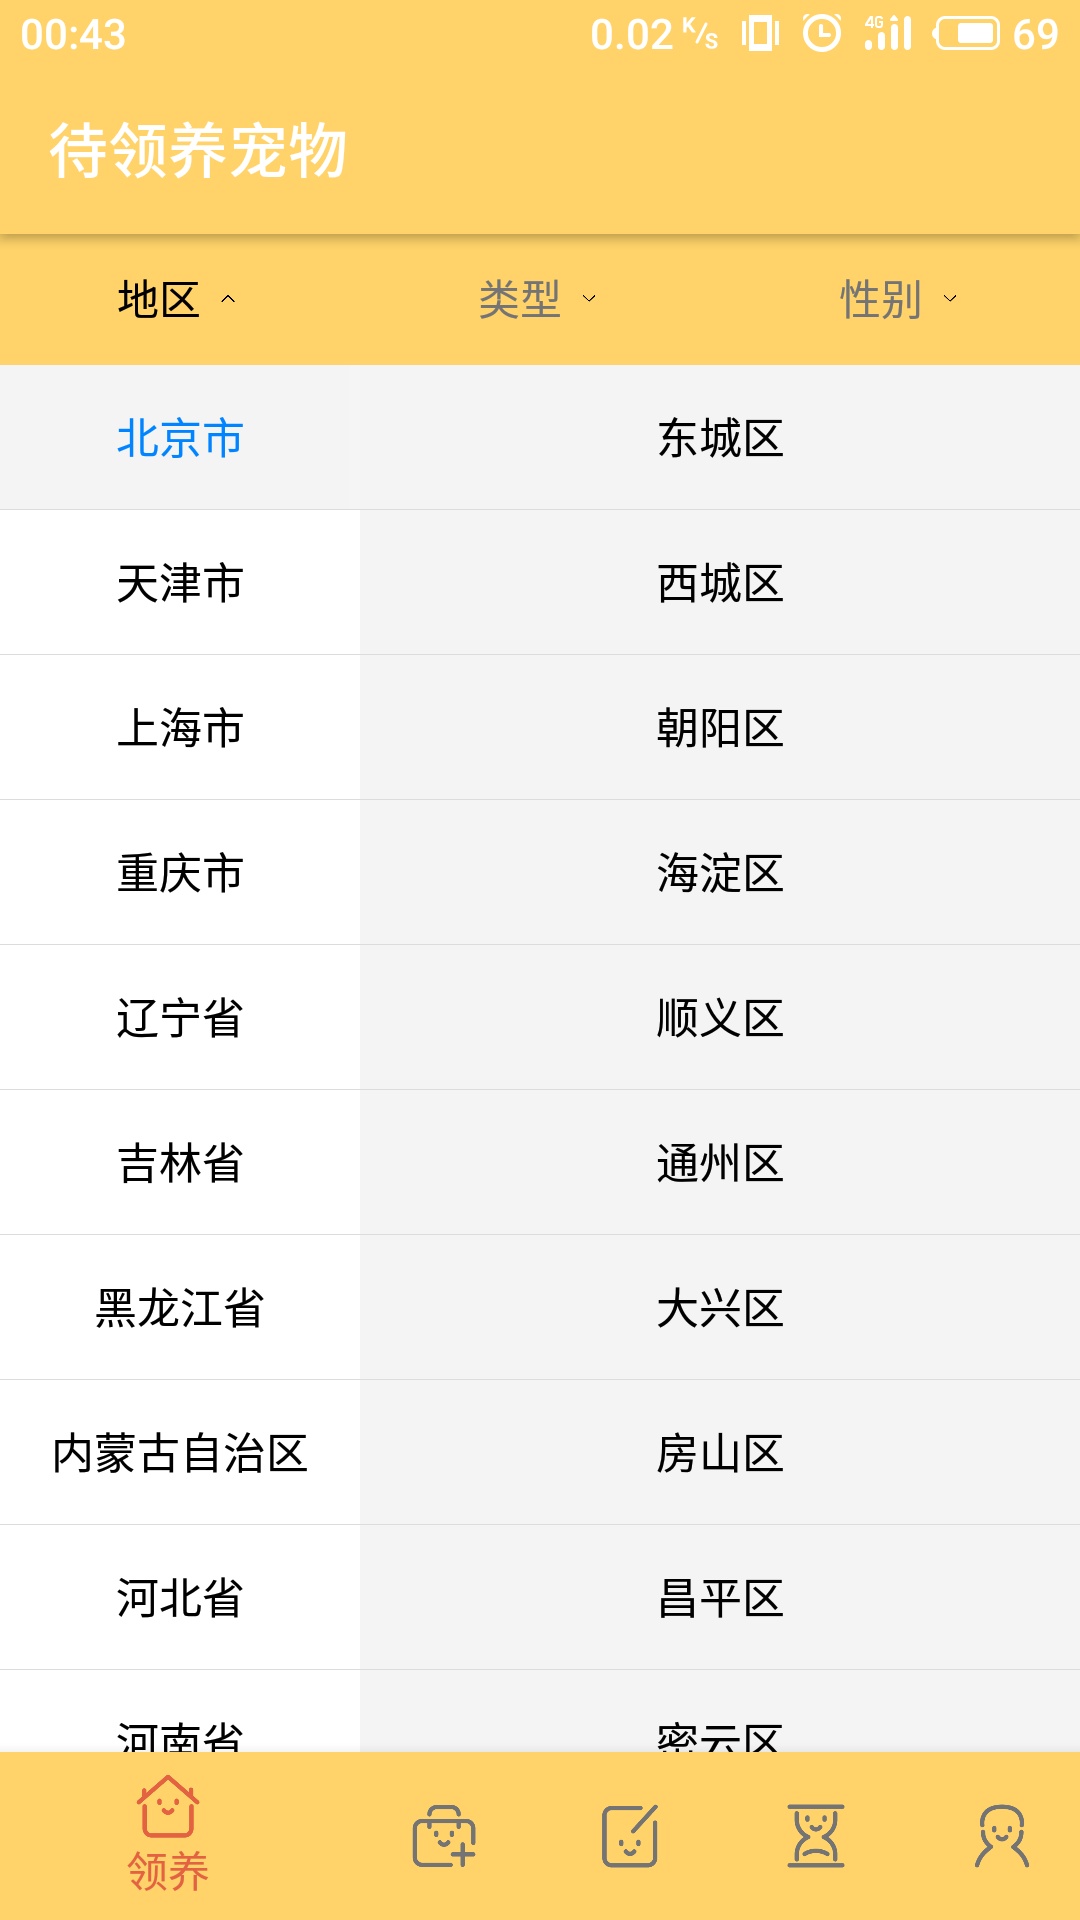 00:43 0.02 K/s 4G 69
待领养宠物
地区 类型 性别
北京市 东城区
天津市 西城区
上海市 朝阳区
重庆市 海淀区
辽宁省 顺义区
吉林省 通州区
黑龙江省 大兴区
内蒙古自治区 房山区
河北省 昌平区
河南省 密云区
领养